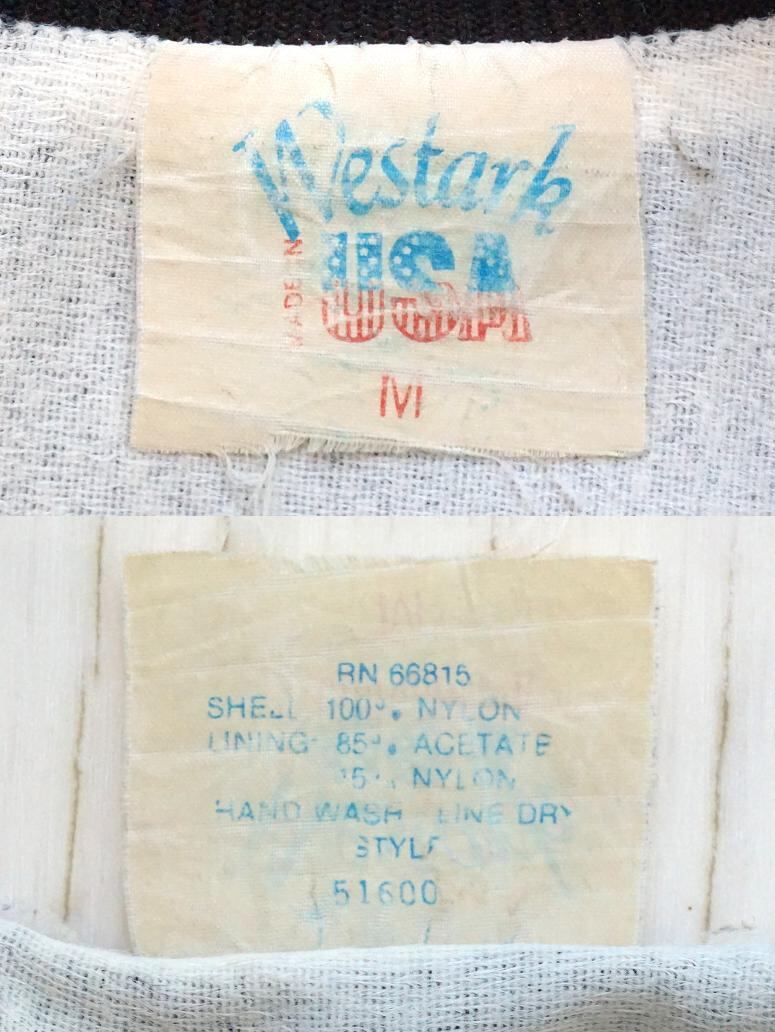 Westark
MADE IN
USA
M
RN 66815
SHELL 100% NYLON
LINING 85% ACETATE
15% NYLON
HAND WASH LINE DRY
STYLE
51600